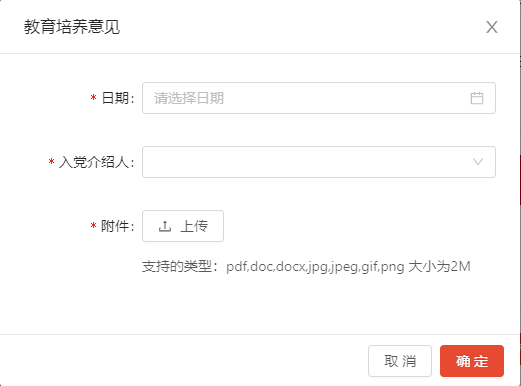 教育培养意见
* 日期:
请选择日期
* 入党介绍人:
* 附件:
上传
支持的类型：pdf,doc,docx,jpg,jpeg,gif,png 大小为2M
取 消
确 定